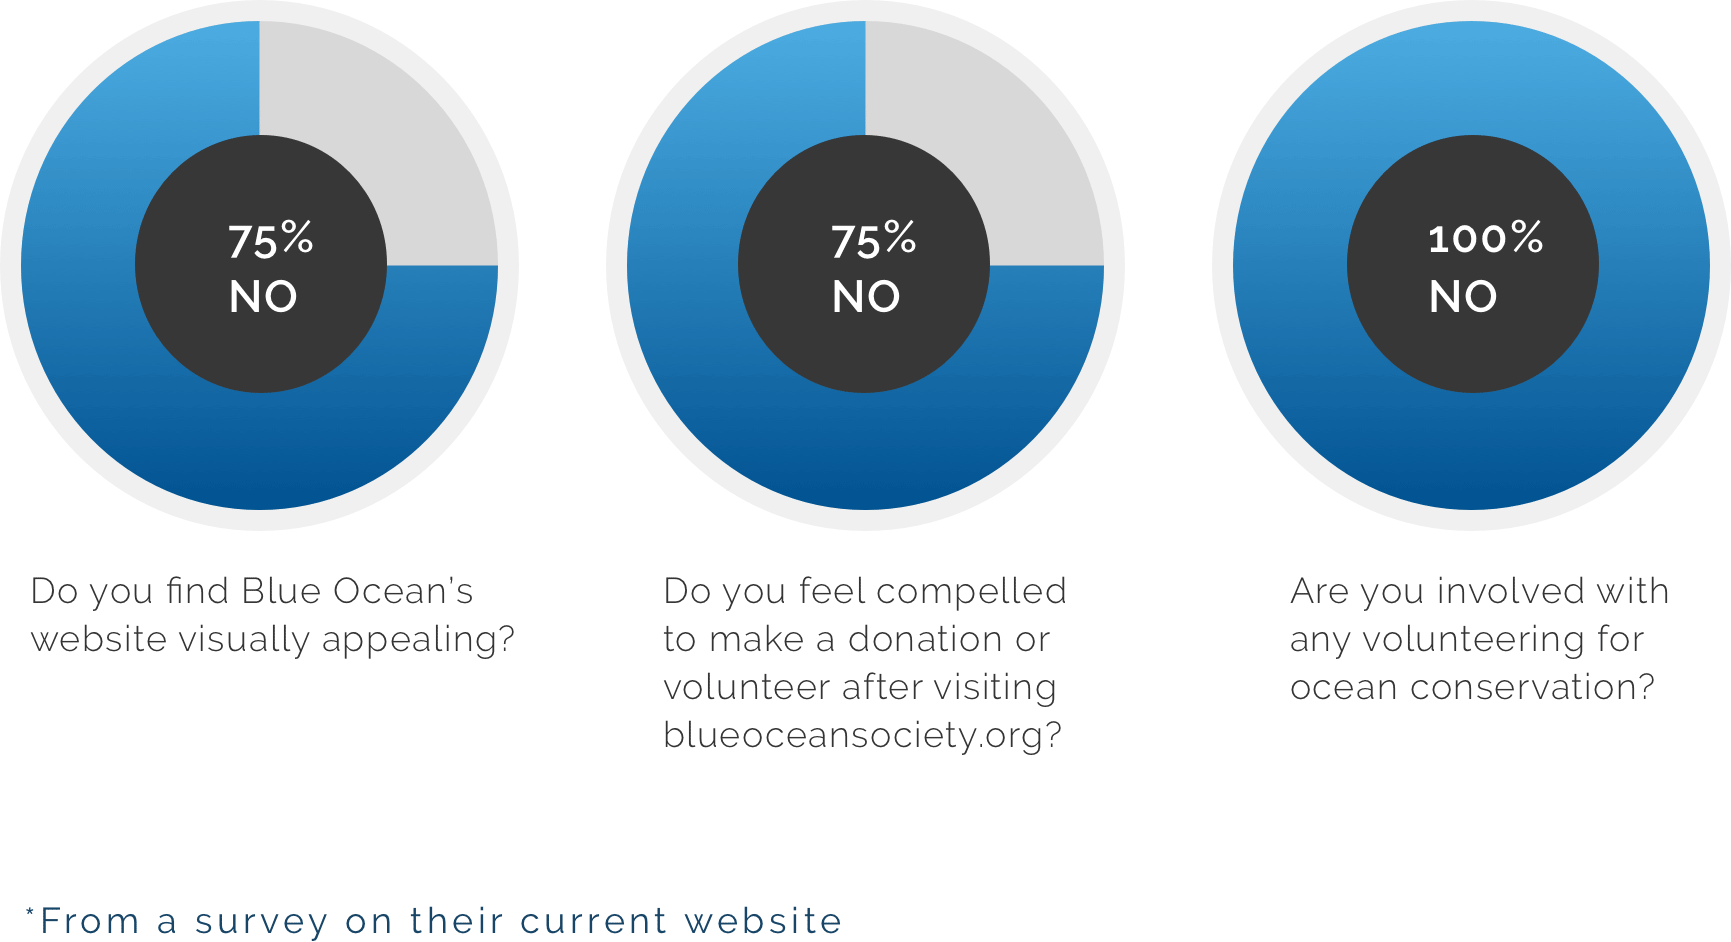 75%
NO
75%
NO
100%
NO
Do you find Blue Ocean’s
website visually appealing?
Do you feel compelled
to make a donation or
volunteer after visiting
blueoceansociety.org?
Are you involved with
any volunteering for
ocean conservation?
*From a survey on their current website